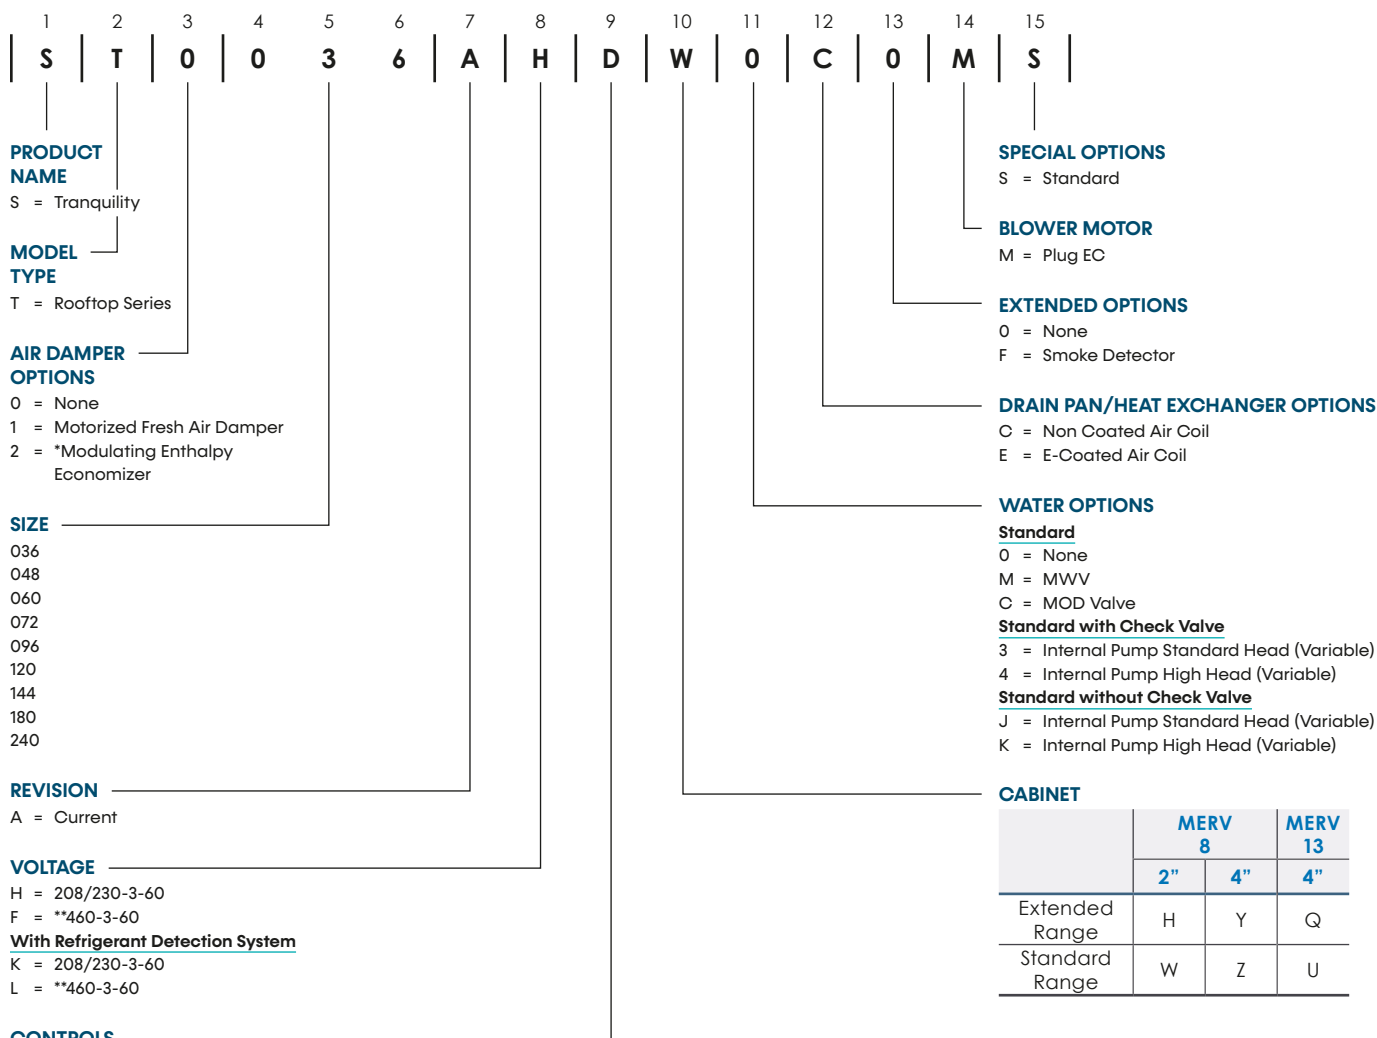 1 2 3 4 5 6 7 8 9 10 11 12 13 14 15
S T 0 0 3 6 A H D W 0 C 0 M S
PRODUCT
NAME
S = Tranquility
MODEL
TYPE
T = Rooftop Series
AIR DAMPER
OPTIONS
0 = None
1 = Motorized Fresh Air Damper
2 = *Modulating Enthalpy
Economizer
SIZE
036
048
060
072
096
120
144
180
240
REVISION
A = Current
VOLTAGE
H = 208/230-3-60
F = **460-3-60
With Refrigerant Detection System
K = 208/230-3-60
L = **460-3-60
CONTROLS
SPECIAL OPTIONS
S = Standard
BLOWER MOTOR
M = Plug EC
EXTENDED OPTIONS
0 = None
F = Smoke Detector
DRAIN PAN/HEAT EXCHANGER OPTIONS
C = Non Coated Air Coil
E = E-Coated Air Coil
WATER OPTIONS
Standard
0 = None
M = MWV
C = MOD Valve
Standard with Check Valve
3 = Internal Pump Standard Head (Variable)
4 = Internal Pump High Head (Variable)
Standard without Check Valve
J = Internal Pump Standard Head (Variable)
K = Internal Pump High Head (Variable)
CABINET
MERV MERV
8 13
2” 4” 4”
Extended
Range H Y Q
Standard
Range W Z U